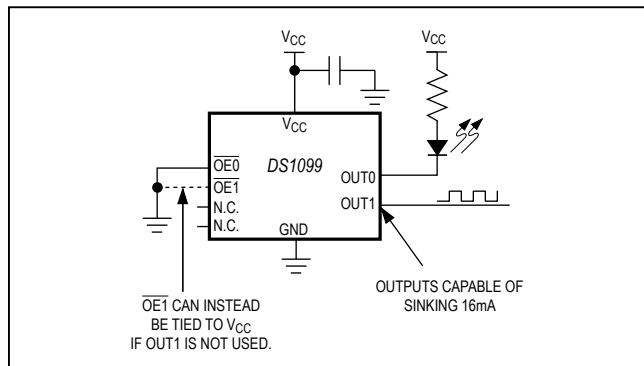 VCC
VCC
VCC
OE0
DS1099
OUT0
OE1
OUT1
N.C.
N.C.
GND
OE1 CAN INSTEAD
BE TIED TO VCC
IF OUT1 IS NOT USED.
OUTPUTS CAPABLE OF
SINKING 16mA